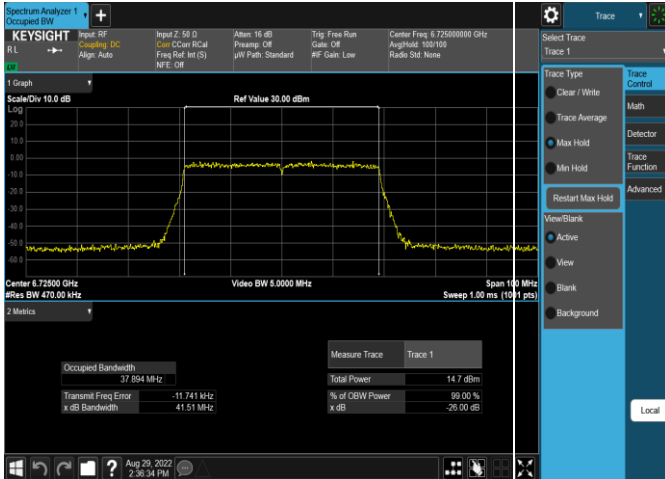 Spectrum Analyzer 1
Occupied BW
KEYSIGHT
R L
LXI
Input: RF
Coupling: DC
Align: Auto
Input Z: 50 Ω
Corr CCorr RCal
Freq Ref: Int (S)
NFE: Off
Atten: 16 dB
Preamp: Off
µW Path: Standard
Trig: Free Run
Gate: Off
#IF Gain: Low
Center Freq: 6.725000000 GHz
Avg|Hold: 100/100
Radio Std: None
1 Graph
Scale/Div 10.0 dB
Ref Value 30.00 dBm
Log
20.0
10.0
0.00
-10.0
-20.0
-30.0
-40.0
-50.0
-60.0
Center 6.72500 GHz
Video BW 5.0000 MHz
Span 100 MHz
#Res BW 470.00 kHz
Sweep 1.00 ms (1001 pts)
2 Metrics
Occupied Bandwidth
37.894 MHz
Transmit Freq Error -11.741 kHz
x dB Bandwidth 41.51 MHz
Measure Trace Trace 1
Total Power 14.7 dBm
% of OBW Power 99.00 %
x dB -26.00 dB
Aug 29, 2022
2:36:34 PM
Trace
Select Trace
Trace 1
Trace Type
Clear / Write
Trace Average
Max Hold
Min Hold
Restart Max Hold
View/Blank
Active
View
Blank
Background
Trace
Control
Math
Detector
Trace
Function
Advanced
Local